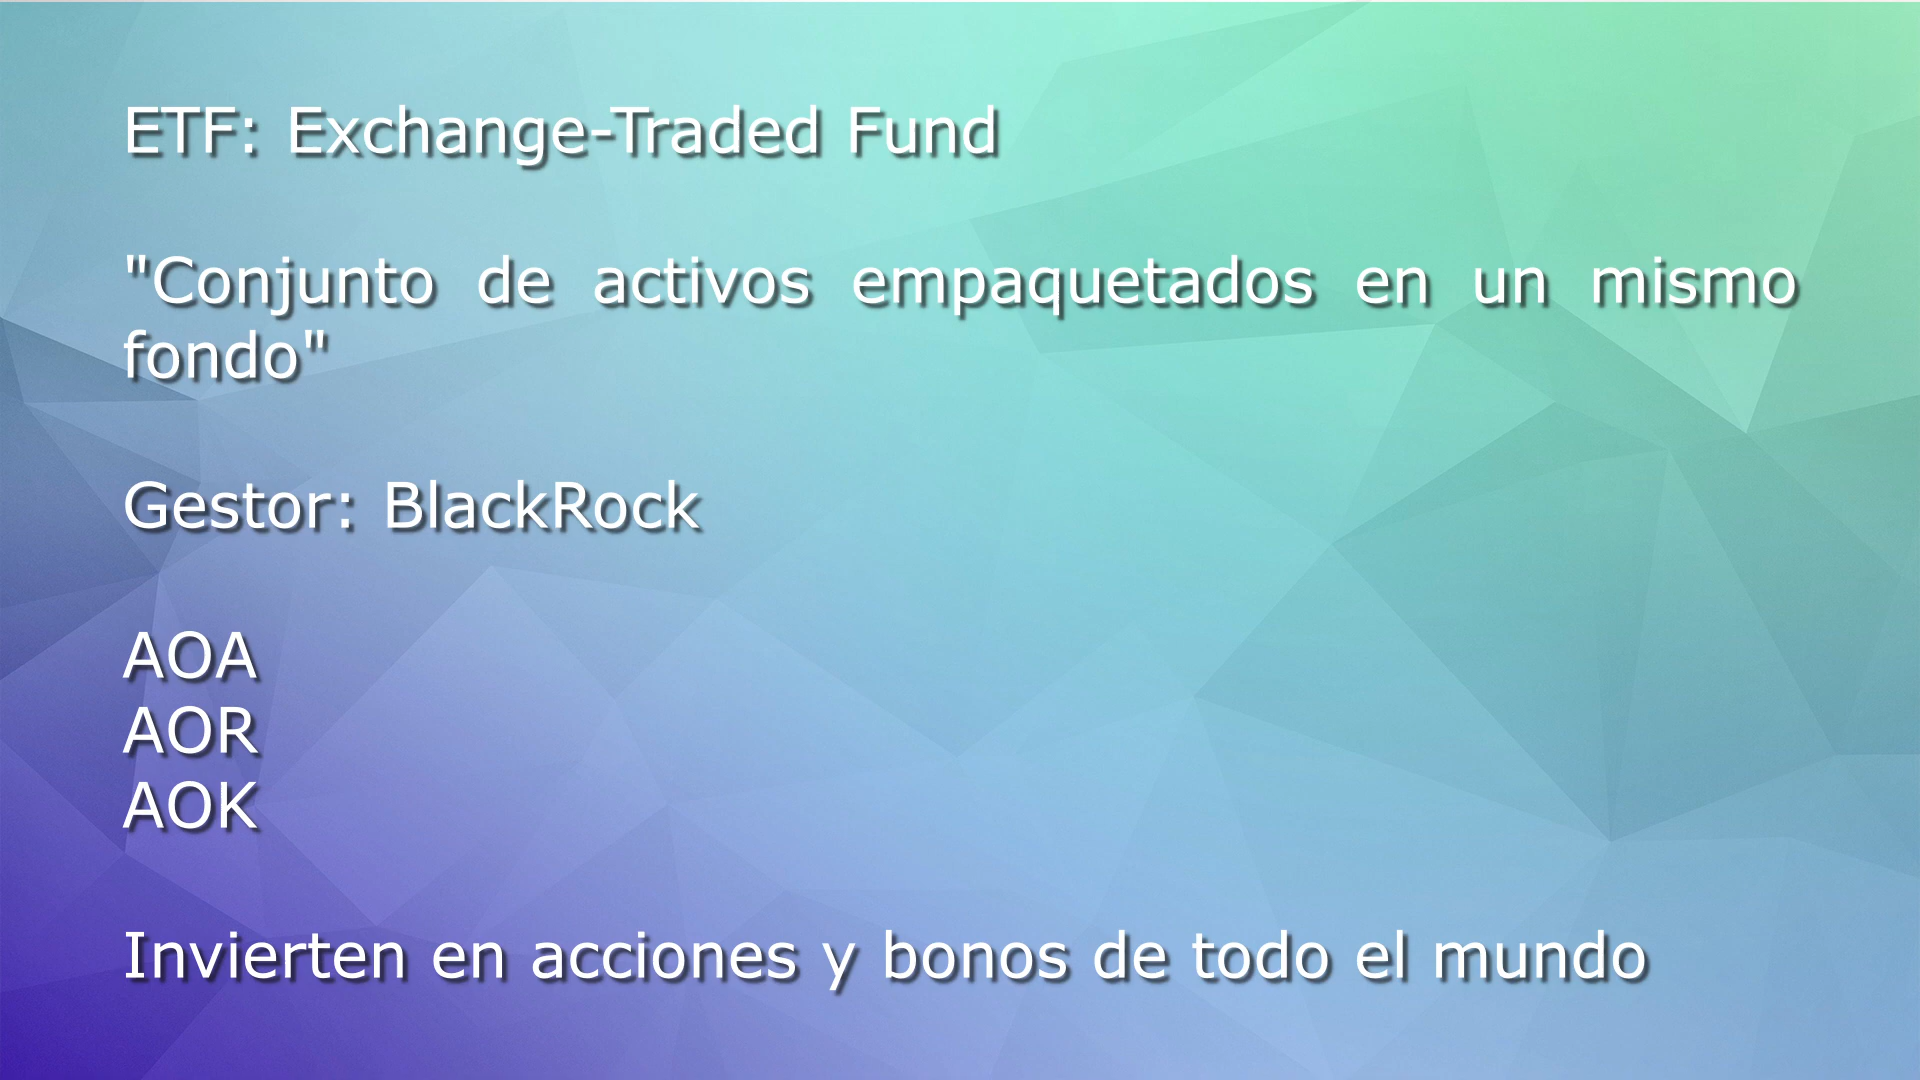 ETF: Exchange-Traded Fund
"Conjunto de activos empaquetados en un mismo
fondo"
Gestor: BlackRock
AOA
AOR
AOK
Invierten en acciones y bonos de todo el mundo